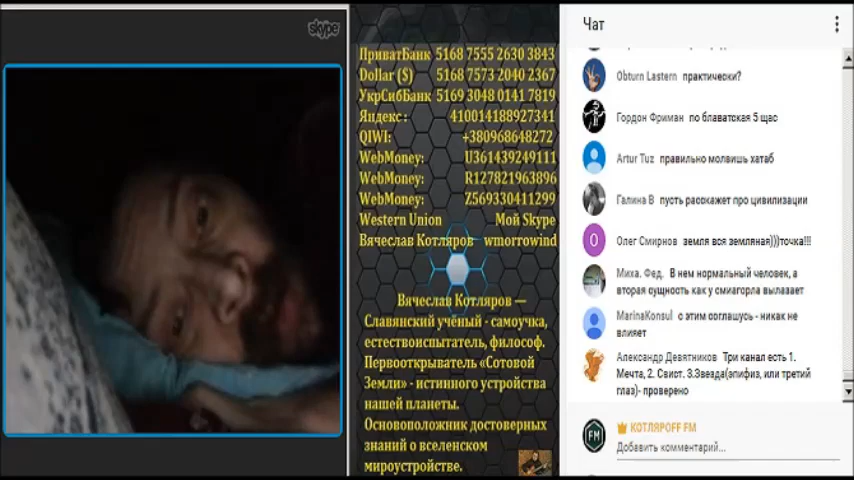 skype
ПриватБанк 5168 7555 2630 3843
Dollar ($) 5168 7573 2040 2367
УкрСибБанк 5169 3048 0141 7819
Яндекс: 410014188927341
QIWI: +380968648272
WebMoney: U361439249111
WebMoney: R127821963896
WebMoney: Z569330411299
Western Union Мой Skype
Вячеслав Котляров wmorrowind
Вячеслав Котляров —
Славянский учёный - самоучка,
естествоиспытатель, философ.
Первооткрыватель «Сотовой
Земли» - истинного устройства
нашей планеты.
Основоположник достоверных
знаний о вселенском
мироустройстве.
Чат
Obturn Lastern практически?
Гордон Фриман по блаватской 5 щас
Artur Tuz правильно молвишь хатаб
Галина В пусть расскажет про цивилизации
О
Олег Смирнов земля вся земляная)))точка!!!
Миха. Фед. В нем нормальный человек, а
вторая сущность как у смиагорла вылазает
MarinaKonsul с этим соглашусь - никак не
влияет
Александр Девятников Три канал есть 1.
Мечта, 2. Свист. 3.Звезда(эпифиз, или третий
глаз)- проверено
FM
КОТЛЯРОFF FM
Добавить комментарий...